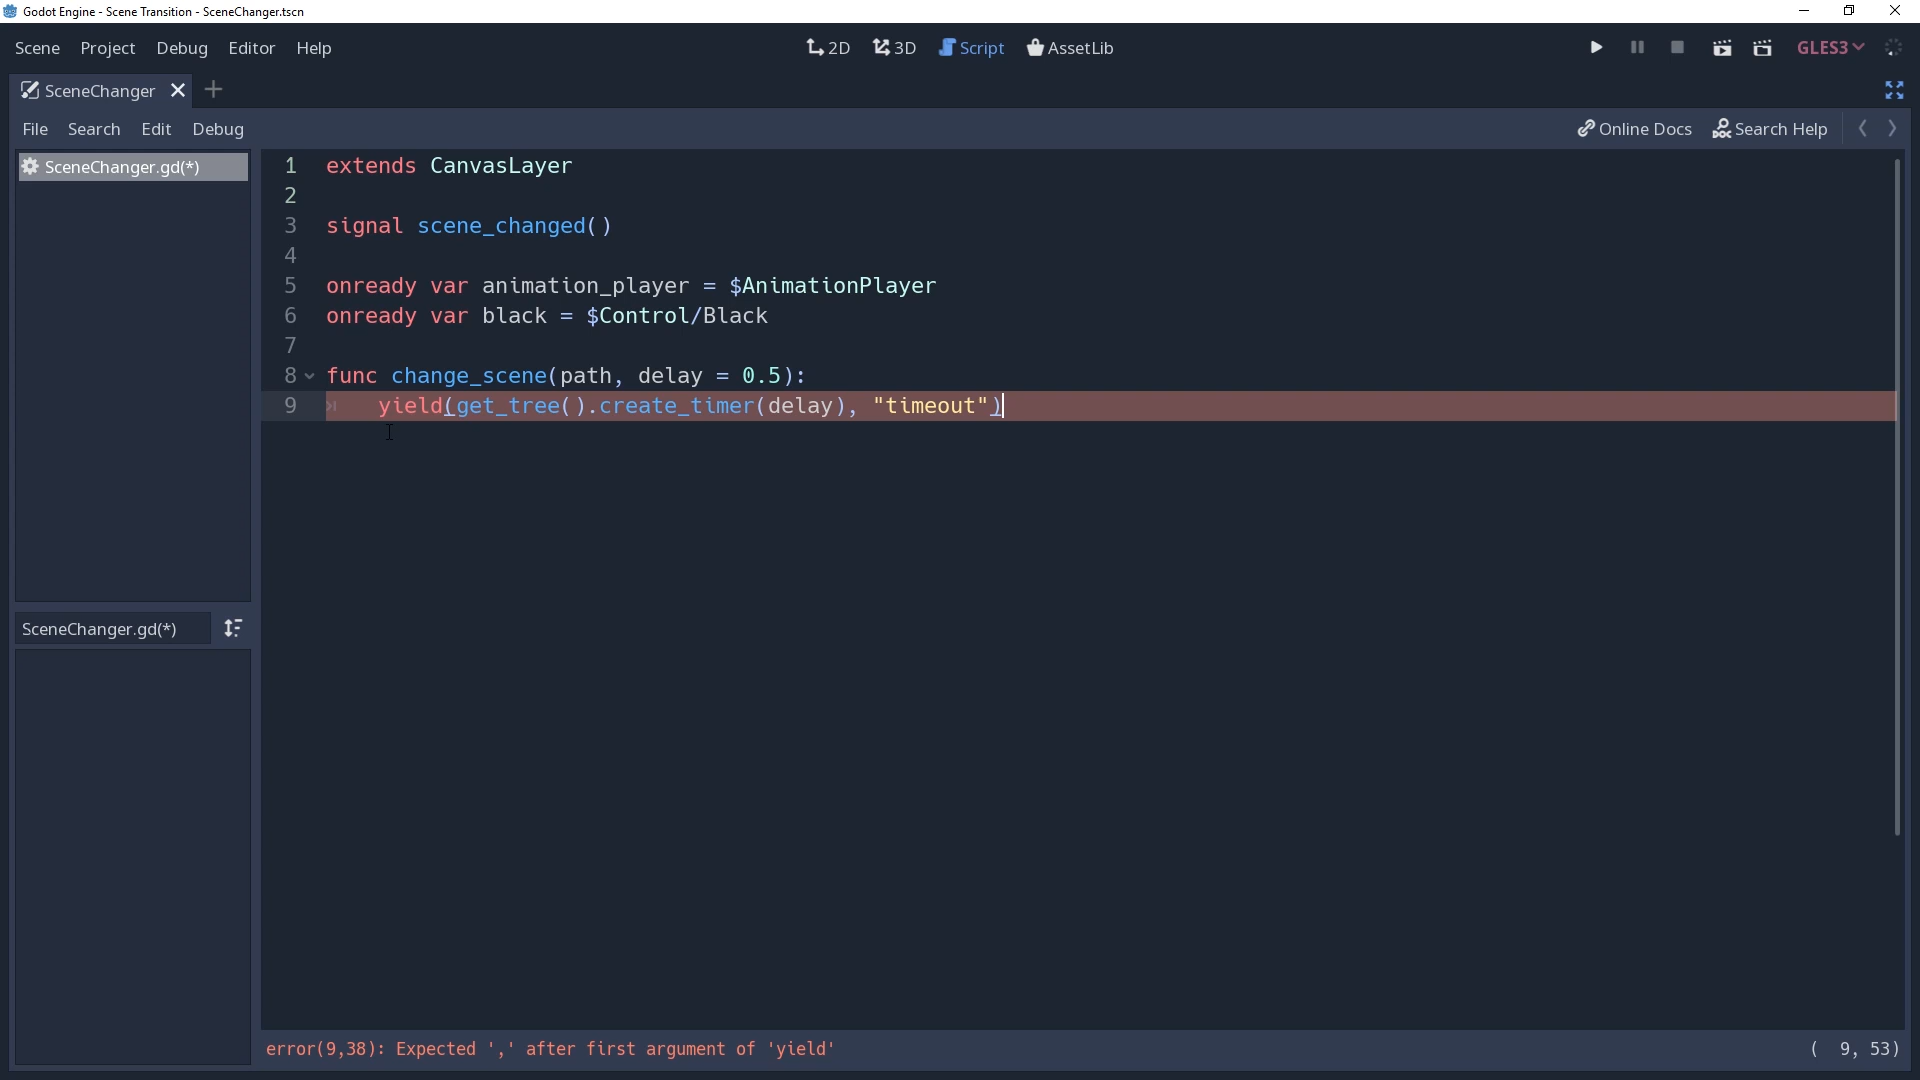 Godot Engine - Scene Transition - SceneChanger.tscn
Scene Project Debug Editor Help 2D 3D Script AssetLib GLES3
SceneChanger
File Search Edit Debug Online Docs Search Help
SceneChanger.gd(*)
1 extends CanvasLayer
2
3 signal scene_changed()
4
5 onready var animation_player = $AnimationPlayer
6 onready var black = $Control/Black
7
8 func change_scene(path, delay = 0.5):
9 yield(get_tree().create_timer(delay), "timeout")
SceneChanger.gd(*)
error(9,38): Expected ',' after first argument of 'yield' ( 9, 53)